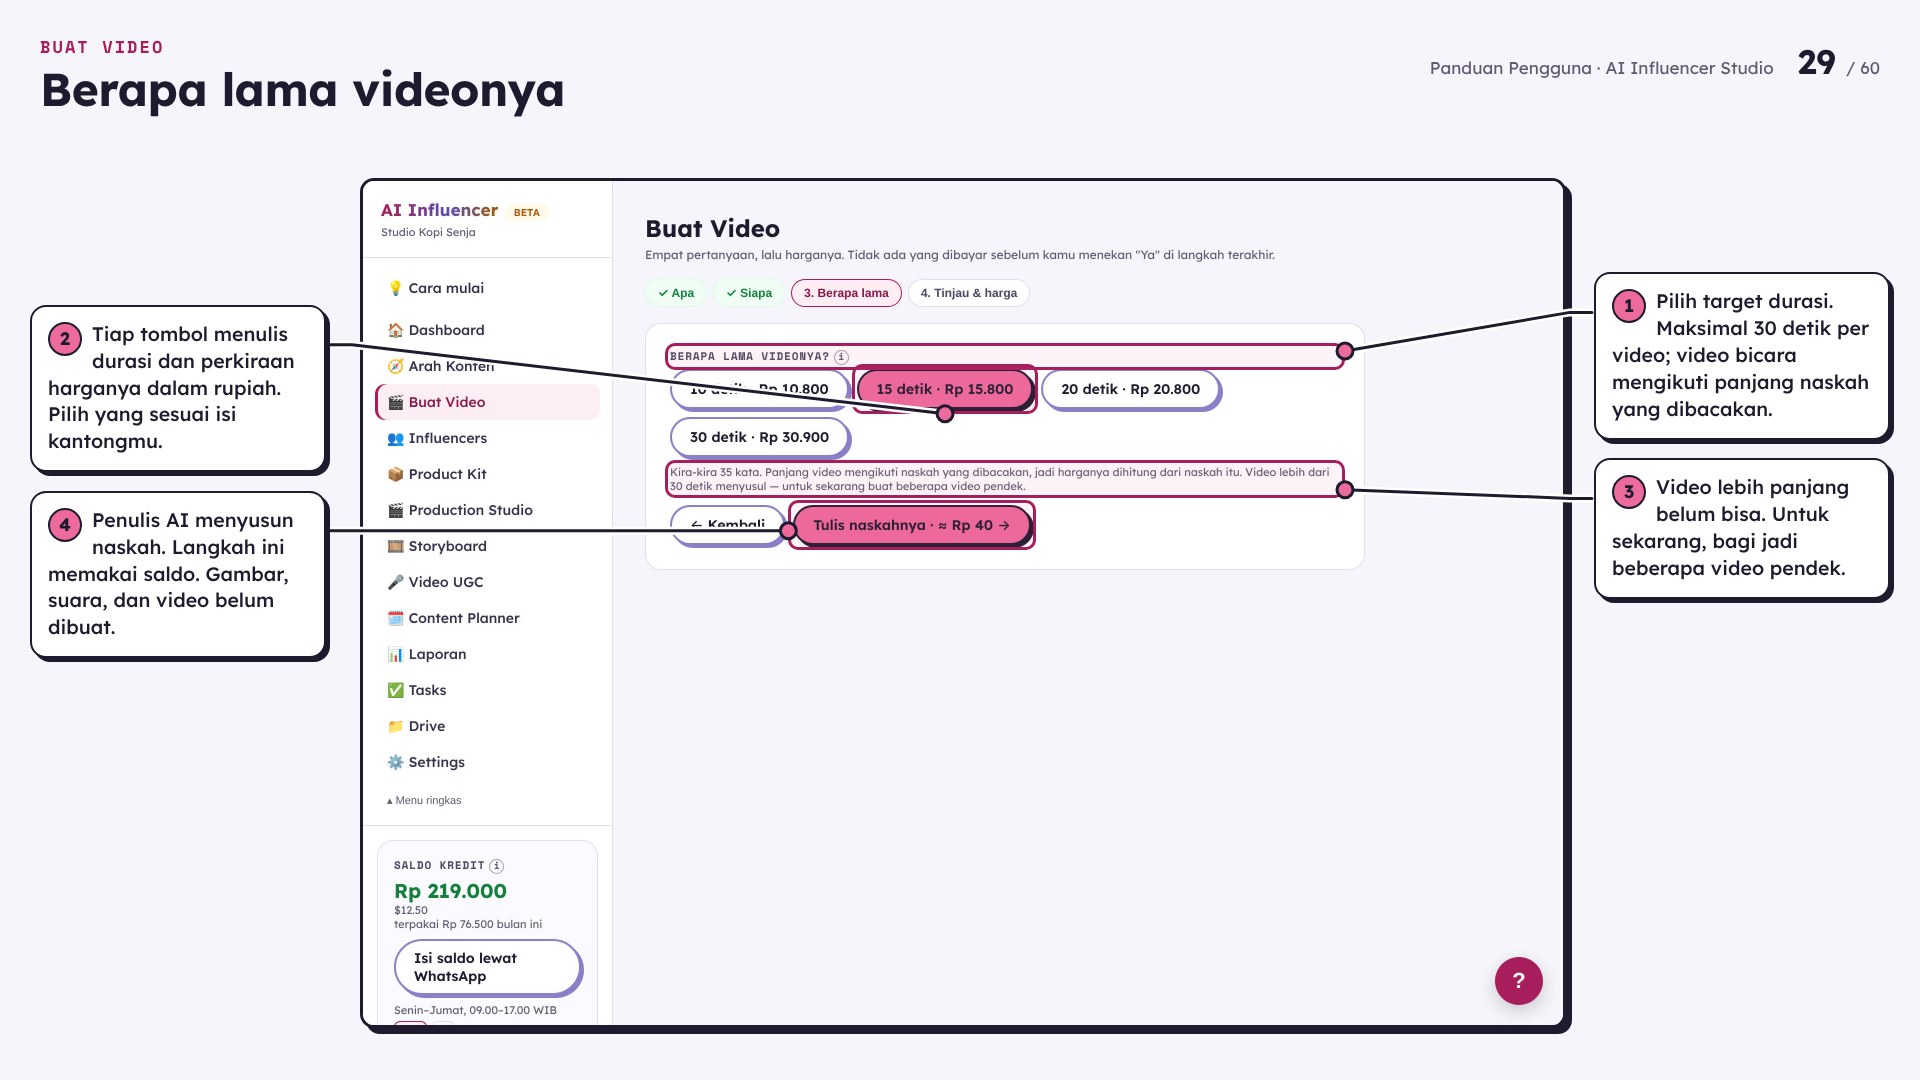 BUAT VIDEO
Berapa lama videonya
Panduan Pengguna · AI Influencer Studio 29 / 60
AI Influencer BETA
Studio Kopi Senja
💡 Cara mulai
🏠 Dashboard
🧭 Arah Konten
🎬 Buat Video
👥 Influencers
📦 Product Kit
🎬 Production Studio
🎞️ Storyboard
🎤 Video UGC
🗓️ Content Planner
📊 Laporan
✅ Tasks
📁 Drive
⚙️ Settings
▴ Menu ringkas
SALDO KREDIT i
Rp 219.000
$12.50
terpakai Rp 76.500 bulan ini
Isi saldo lewat
WhatsApp
Senin–Jumat, 09.00–17.00 WIB
Buat Video
Empat pertanyaan, lalu harganya. Tidak ada yang dibayar sebelum kamu menekan "Ya" di langkah terakhir.
✓ Apa
✓ Siapa
3. Berapa lama
4. Tinjau & harga
BERAPA LAMA VIDEONYA? i
10 detik · Rp 10.800
15 detik · Rp 15.800
20 detik · Rp 20.800
30 detik · Rp 30.900
Kira-kira 35 kata. Panjang video mengikuti naskah yang dibacakan, jadi harganya dihitung dari naskah itu. Video lebih dari
30 detik menyusul — untuk sekarang buat beberapa video pendek.
← Kembali
Tulis naskahnya · ≈ Rp 40 →
?
1 Pilih target durasi.
Maksimal 30 detik per
video; video bicara
mengikuti panjang naskah
yang dibacakan.
2 Tiap tombol menulis
durasi dan perkiraan
harganya dalam rupiah.
Pilih yang sesuai isi
kantongmu.
3 Video lebih panjang
belum bisa. Untuk
sekarang, bagi jadi
beberapa video pendek.
4 Penulis AI menyusun
naskah. Langkah ini
memakai saldo. Gambar,
suara, dan video belum
dibuat.